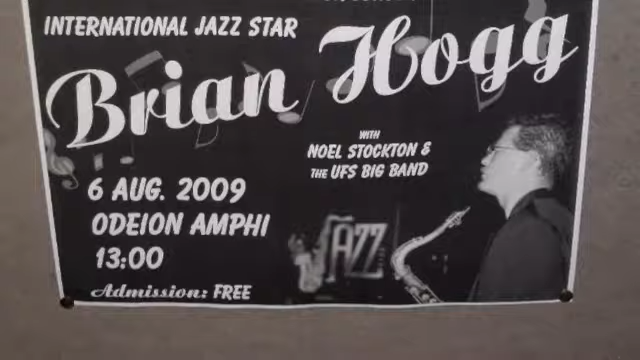 INTERNATIONAL JAZZ STAR
Brian Hogg
WITH
NOEL STOCKTON &
THE UFS BIG BAND
6 AUG. 2009
ODEION AMPHI
13:00
Admission: FREE
JAZZ